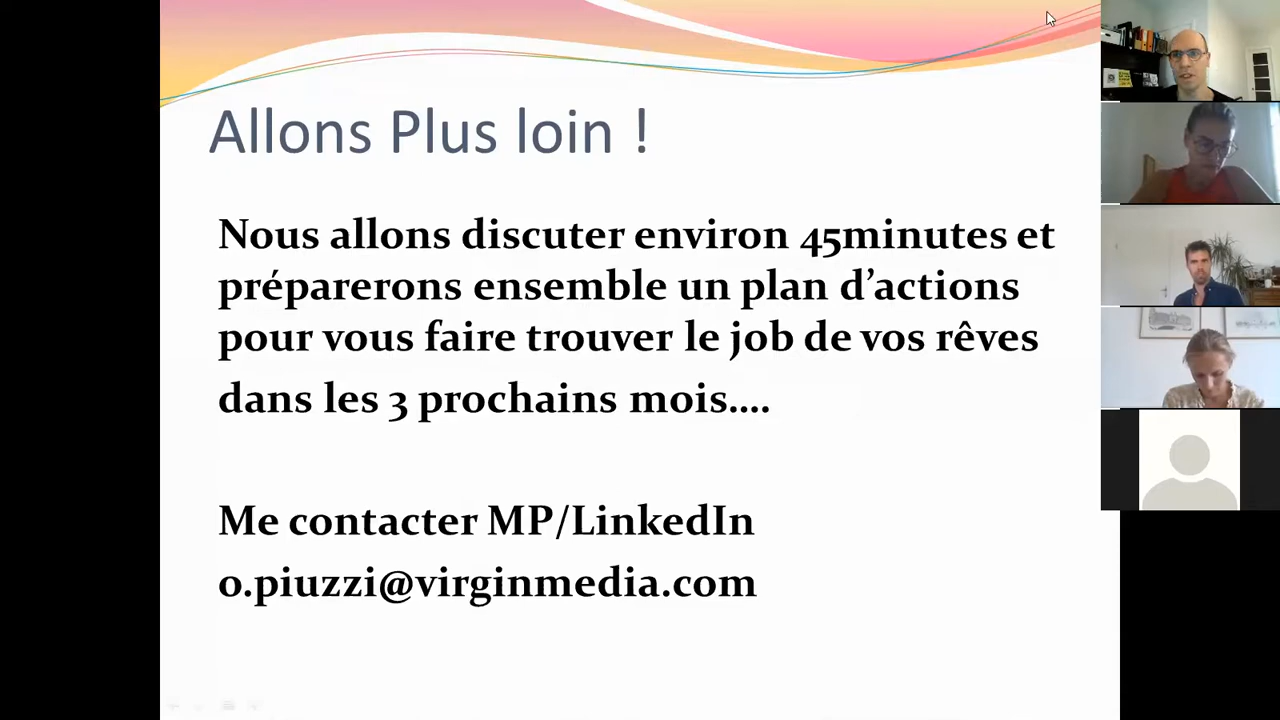 Allons Plus loin !
Nous allons discuter environ 45minutes et
préparerons ensemble un plan d’actions
pour vous faire trouver le job de vos rêves
dans les 3 prochains mois....
Me contacter MP/LinkedIn
o.piuzzi@virginmedia.com